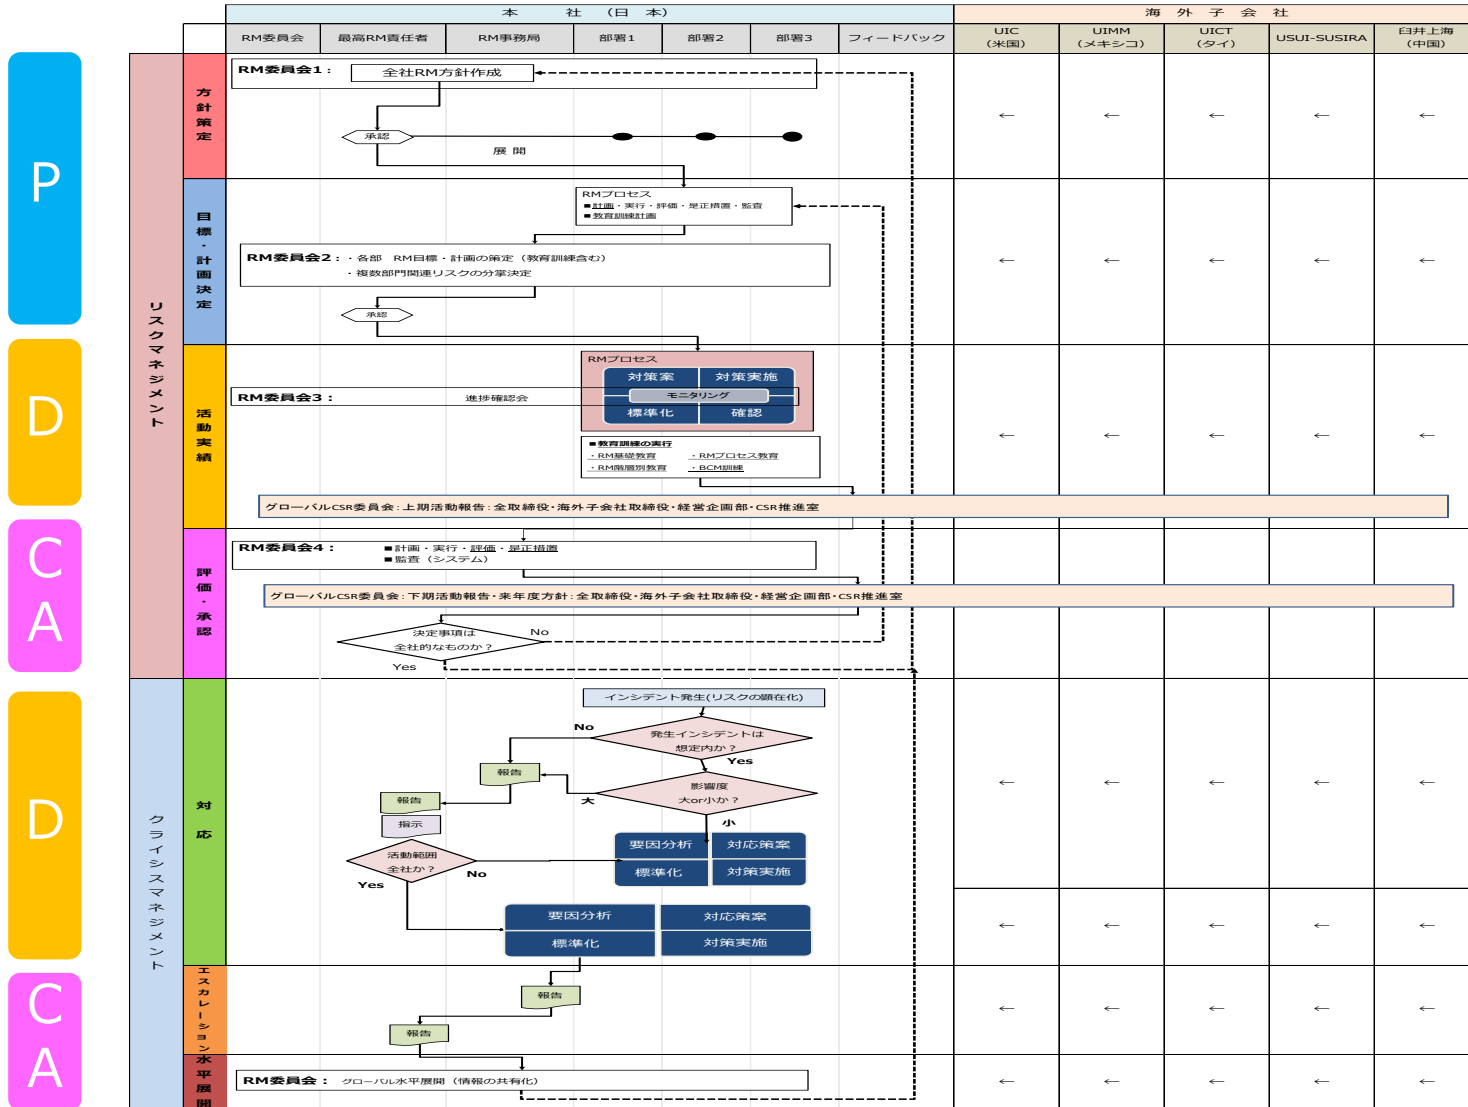 本　社　（日　本）
海　外　子　会　社
RM委員会
最高RM責任者
RM事務局
部署1
部署2
部署3
フィードバック
UIC
（米国）
UIMM
（メキシコ）
UICT
（タイ）
USUI-SUSIRA
臼井上海
（中国）
P
D
C
A
D
C
A
リスクマネジメント
クライシスマネジメント
方針策定
RM委員会1：
全社RM方針作成
承認
展 開
← ← ← ← ←
目標・計画決定
RMプロセス
■計画・実行・評価・是正措置・監査
■教育訓練計画
RM委員会2：・各部　RM目標・計画の策定（教育訓練含む）
・複数部門関連リスクの分掌決定
承認
← ← ← ← ←
活動実績
RMプロセス
対策案
対策実施
モニタリング
標準化
確認
RM委員会3：
進捗確認会
■教育訓練の実行
・RM基礎教育
・RMプロセス教育
・RM階層別教育
・BCM訓練
← ← ← ← ←
グローバルCSR委員会：上期活動報告：全取締役・海外子会社取締役・経営企画部・CSR推進室
評価・承認
RM委員会4：
■計画・実行・評価・是正措置
■監査（システム）
グローバルCSR委員会：下期活動報告・来年度方針：全取締役・海外子会社取締役・経営企画部・CSR推進室
決定事項は
全社的なものか？
No
Yes
対応
インシデント発生(リスクの顕在化)
発生インシデントは
想定内か？
No
Yes
報告
影響度
大or小か？
大
小
報告
指示
活動範囲
全社か？
Yes
No
要因分析
対応策案
標準化
対策実施
← ← ← ← ←
要因分析
対応策案
標準化
対策実施
← ← ← ← ←
エスカレーション
報告
報告
← ← ← ← ←
水平展開
RM委員会： グローバル水平展開（情報の共有化）
← ← ← ← ←